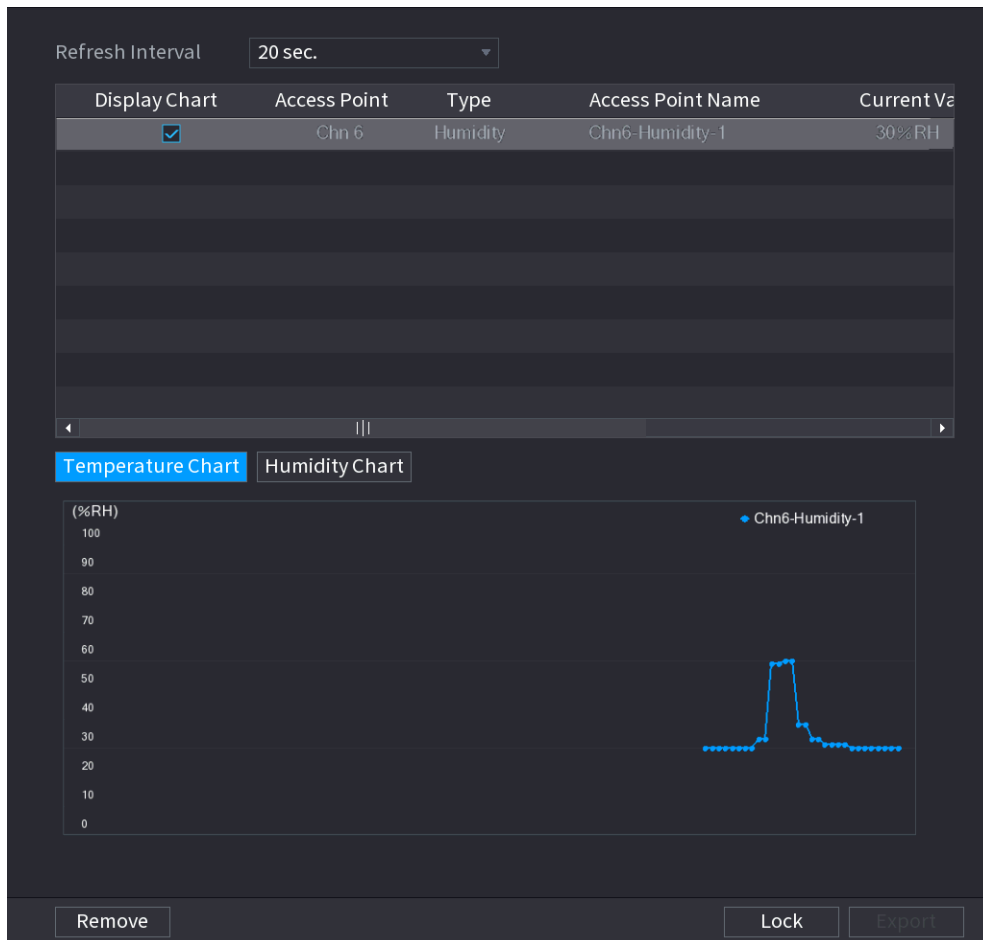 Refresh Interval 20 sec.
Display Chart Access Point Type Access Point Name Current Va
Chn 6 Humidity Chn6-Humidity-1 30%RH
Temperature Chart Humidity Chart
(%RH)
Chn6-Humidity-1
100
90
80
70
60
50
40
30
20
10
0
Remove Lock Export